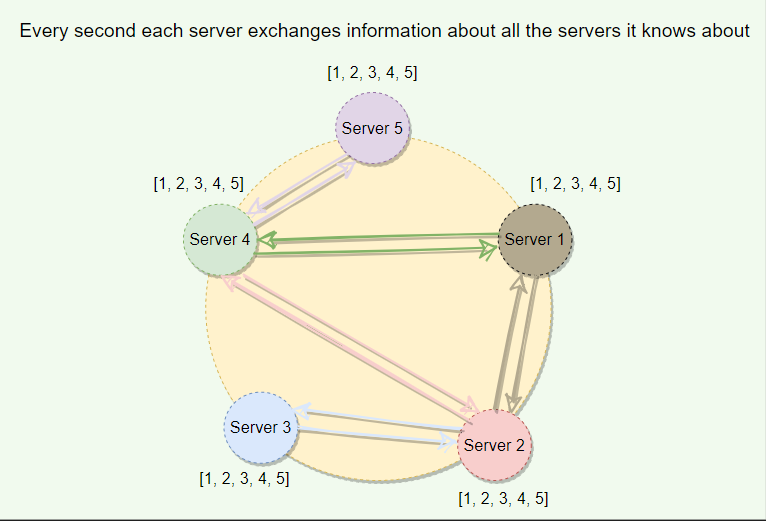 Every second each server exchanges information about all the servers it knows about
[1, 2, 3, 4, 5]
Server 5
[1, 2, 3, 4, 5]
[1, 2, 3, 4, 5]
Server 4
Server 1
Server 3
Server 2
[1, 2, 3, 4, 5]
[1, 2, 3, 4, 5]